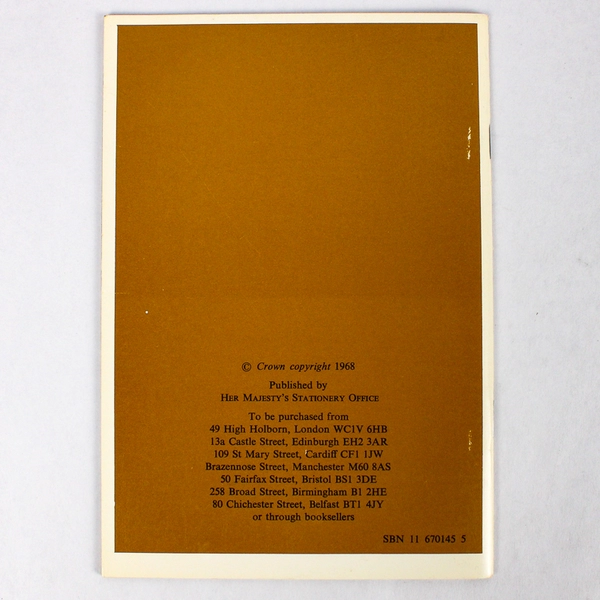 © Crown copyright 1968
Published by
HER MAJESTY'S STATIONERY OFFICE
To be purchased from
49 High Holborn, London WC1V 6HB
13a Castle Street, Edinburgh EH2 3AR
109 St Mary Street, Cardiff CF1 1JW
Brazennose Street, Manchester M60 8AS
50 Fairfax Street, Bristol BS1 3DE
258 Broad Street, Birmingham B1 2HE
80 Chichester Street, Belfast BT1 4JY
or through booksellers
SBN 11 670145 5